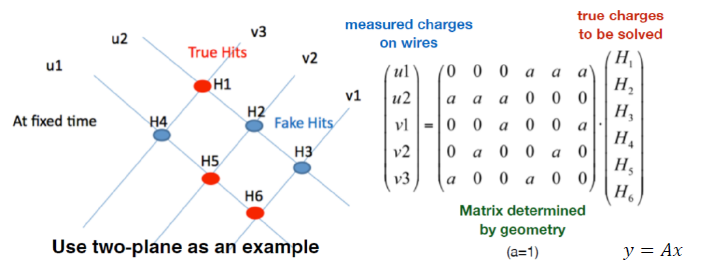 measured charges
on wires
true charges
to be solved
u1
u2
v3
v2
v1
True Hits
H1
H2
Fake Hits
H3
H4
H5
H6
At fixed time
Use two-plane as an example
u1 0 0 0 a a a H1
u2 a a a 0 0 0 H2
v1 = 0 0 a 0 0 a · H3
v2 0 a 0 0 a 0 H4
v3 a 0 0 a 0 0 H5
H6
Matrix determined
by geometry
(a=1)
y = Ax